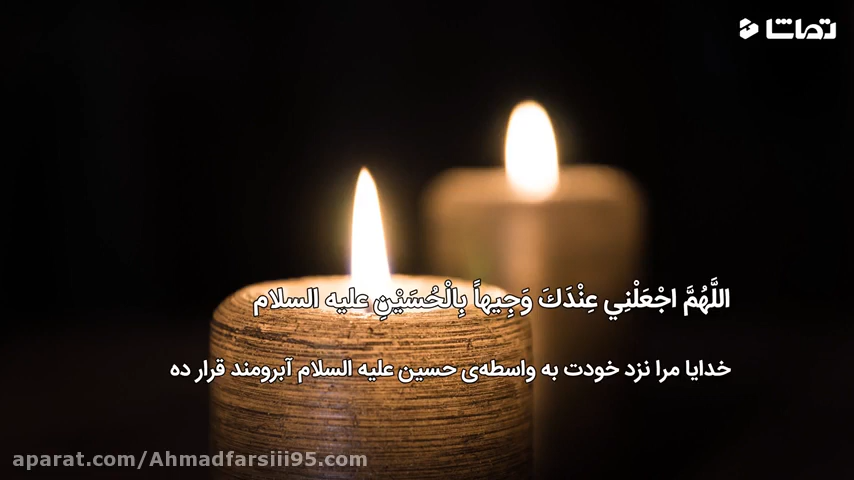 تماشا
اللَّهُمَّ اجْعَلْنِي عِنْدَكَ وَجِيهاً بِالْحُسَيْنِ علیه السلام
خدایا مرا نزد خودت به واسطه‌ی حسین علیه السلام آبرومند قرار ده
aparat.com/Ahmadfarsiii95.com